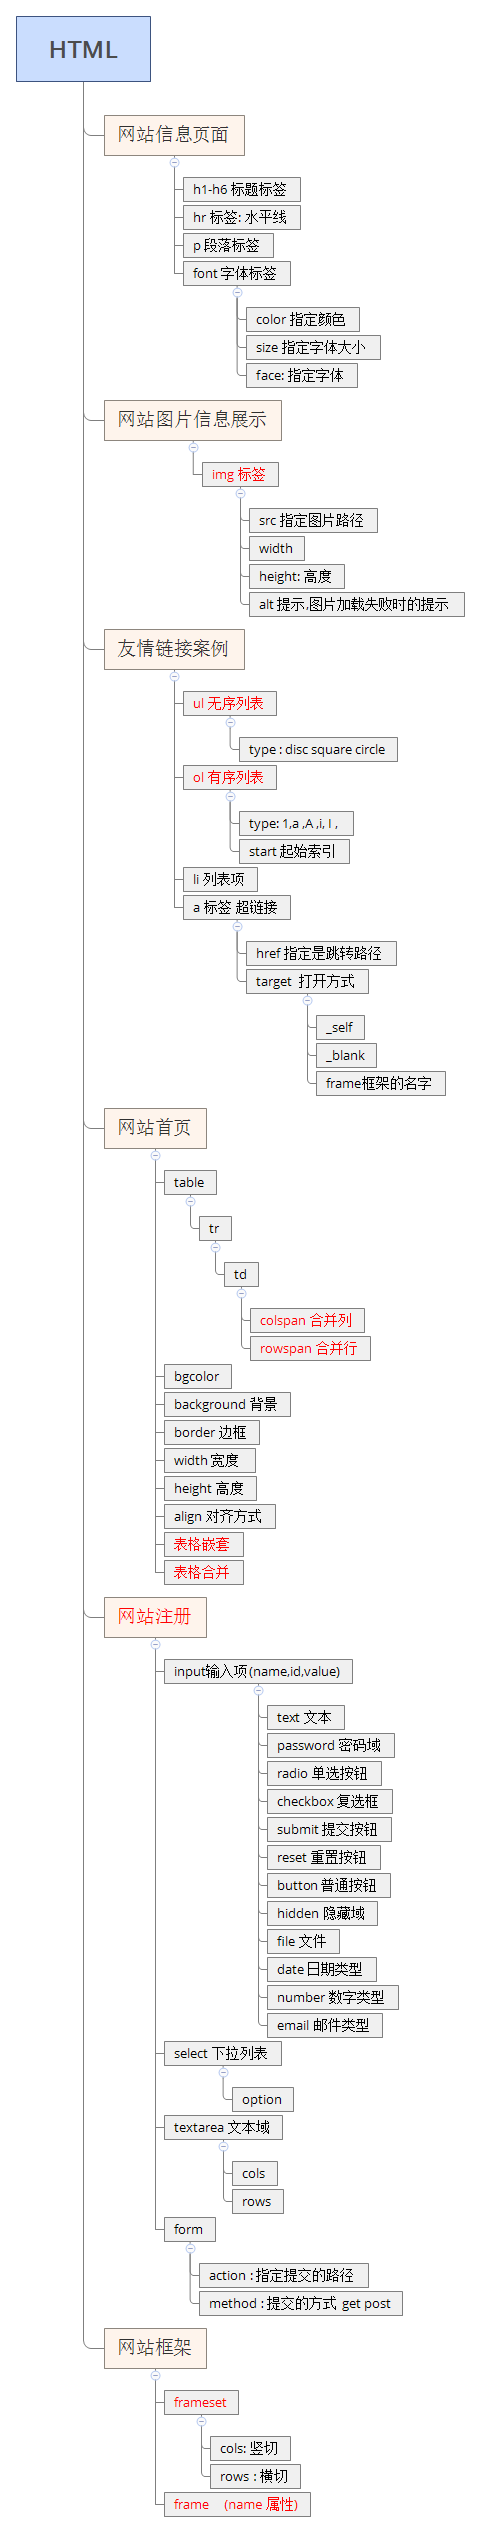 HTML
网站信息页面
h1-h6 标题标签
hr 标签: 水平线
p 段落标签
font 字体标签
color 指定颜色
size 指定字体大小
face: 指定字体
网站图片信息展示
img 标签
src 指定图片路径
width
height: 高度
alt 提示,图片加载失败时的提示
友情链接案例
ul 无序列表
type : disc square circle
ol 有序列表
type: 1,a ,A ,i, I ,
start 起始索引
li 列表项
a 标签 超链接
href 指定是跳转路径
target 打开方式
_self
_blank
frame框架的名字
网站首页
table
tr
td
colspan 合并列
rowspan 合并行
bgcolor
background 背景
border 边框
width 宽度
height 高度
align 对齐方式
表格嵌套
表格合并
网站注册
input输入项(name,id,value)
text 文本
password 密码域
radio 单选按钮
checkbox 复选框
submit 提交按钮
reset 重置按钮
button 普通按钮
hidden 隐藏域
file 文件
date 日期类型
number 数字类型
email 邮件类型
select 下拉列表
option
textarea 文本域
cols
rows
form
action : 指定提交的路径
method : 提交的方式 get post
网站框架
frameset
cols: 竖切
rows : 横切
frame (name 属性)